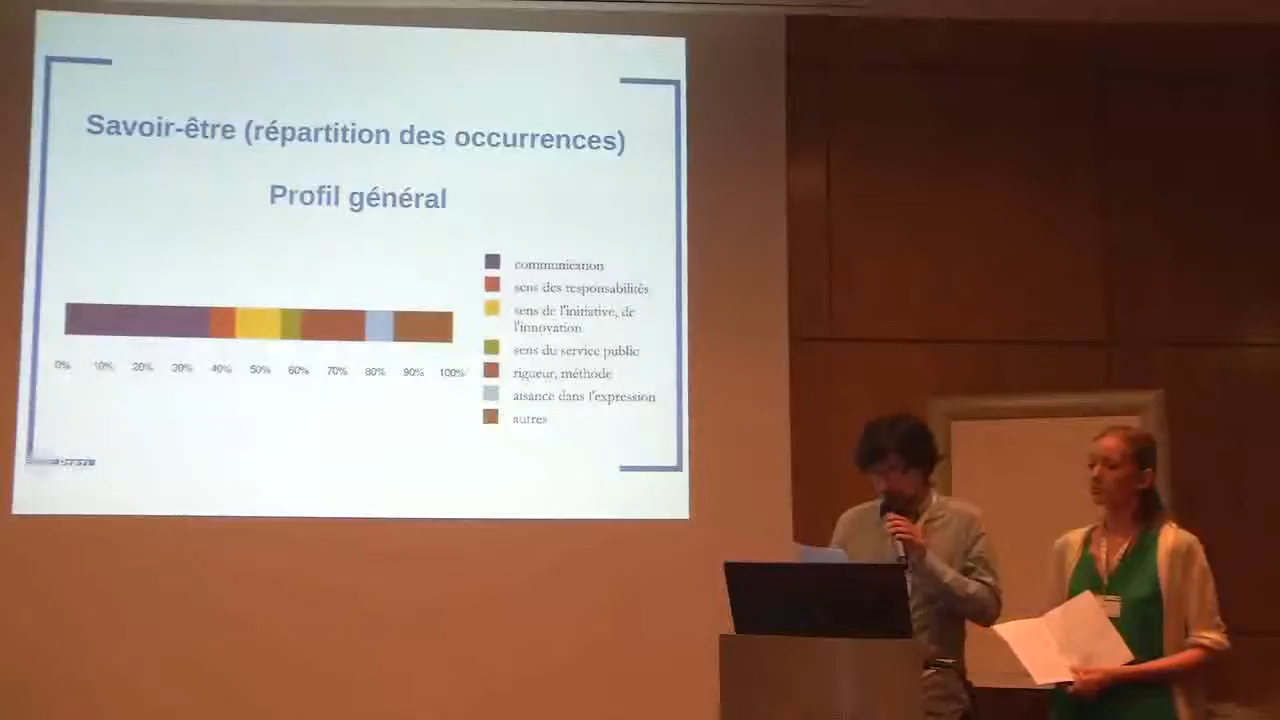 Savoir-être (répartition des occurrences)
Profil général
communication
sens des responsabilités
sens de l'initiative, de
l'innovation
sens du service public
rigueur, méthode
aisance dans l'expression
autres
0% 10% 20% 30% 40% 50% 60% 70% 80% 90% 100%